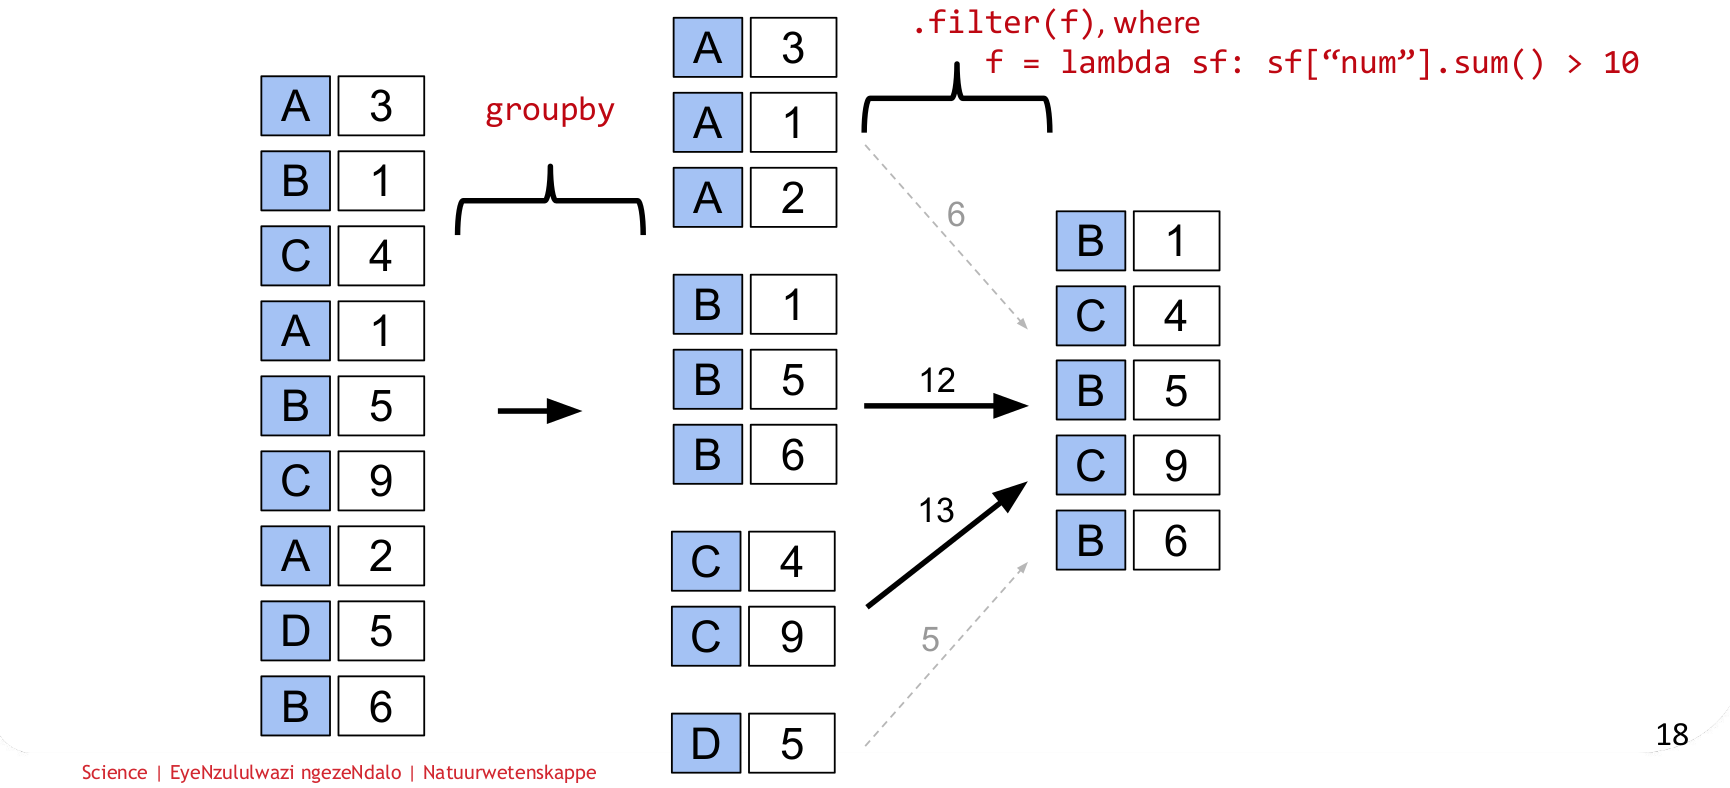 .filter(f), where
f = lambda sf: sf[“num”].sum() > 10
groupby
A 3
B 1
C 4
A 1
B 5
C 9
A 2
D 5
B 6
A 3
A 1
A 2
B 1
B 5
B 6
C 4
C 9
D 5
6
12
13
5
B 1
C 4
B 5
C 9
B 6
18
Science | EyeNzululwazi ngezeNdalo | Natuurwetenskappe